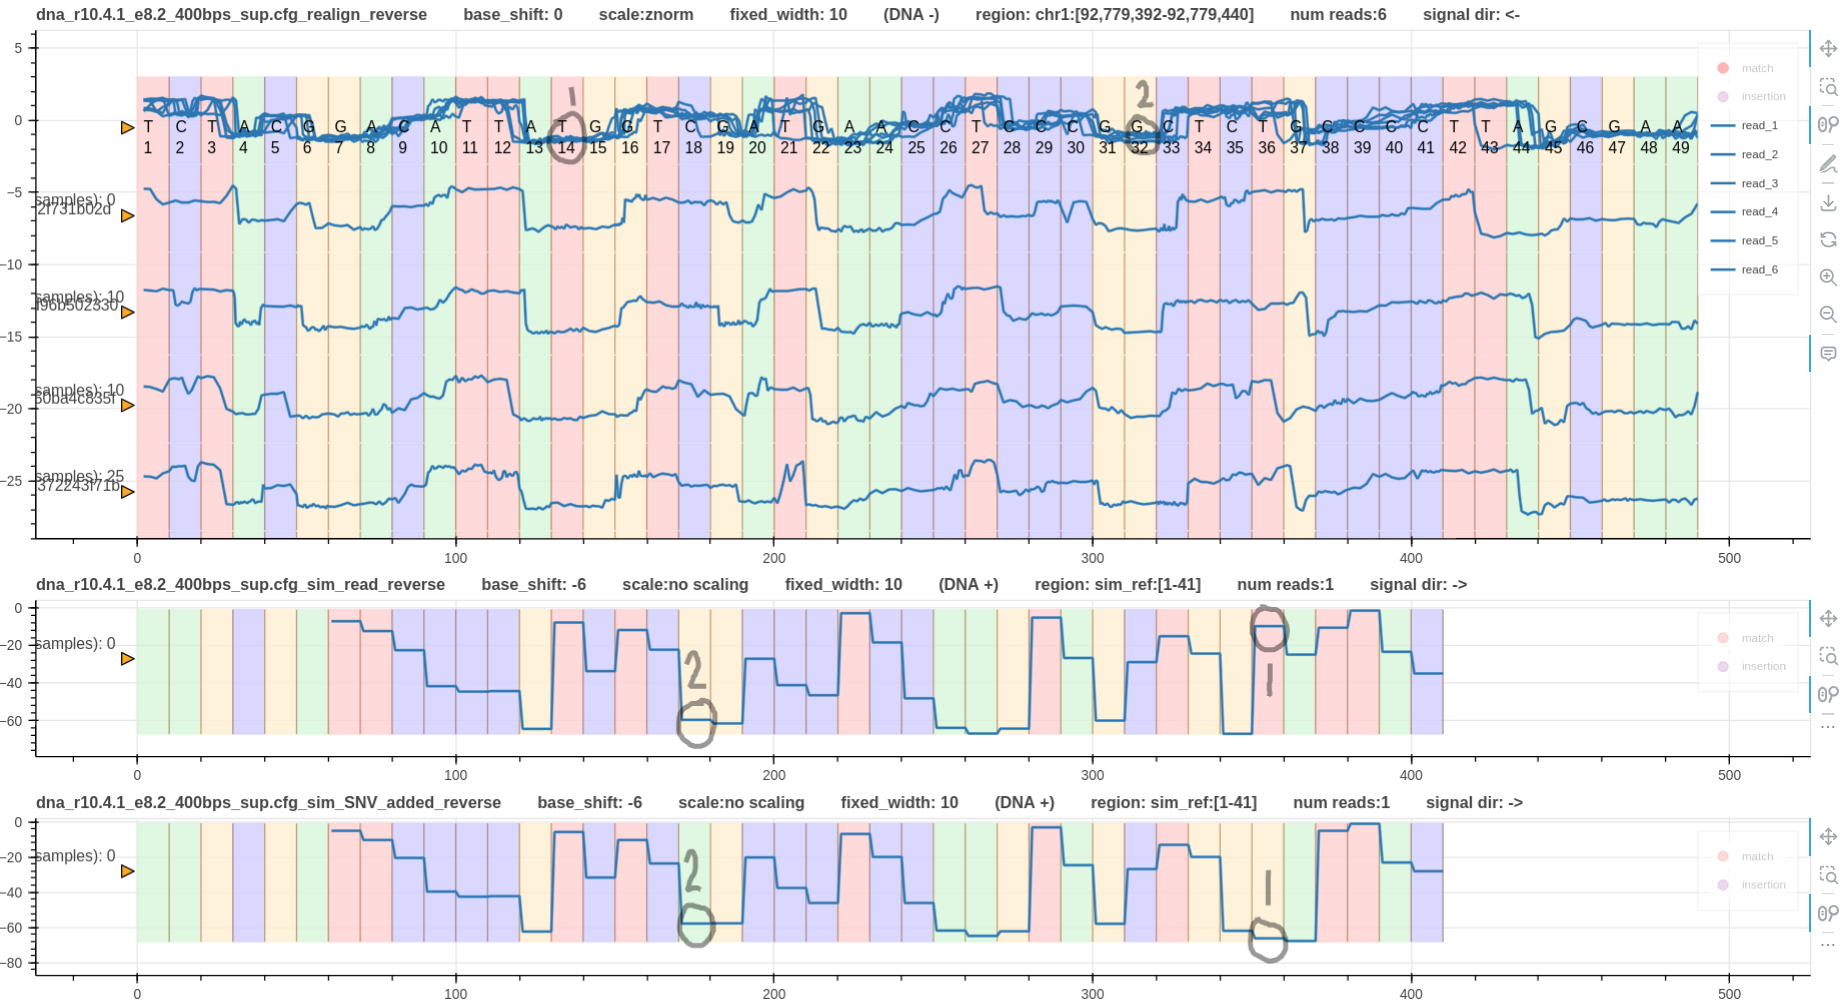 dna_r10.4.1_e8.2_400bps_sup.cfg_realign_reverse base_shift: 0 scale:znorm fixed_width: 10 (DNA -) region: chr1:[92,779,392-92,779,440] num reads:6 signal dir: <-
5
match
insertion
1 2
0
T C T A C G G A C A T T A T G G T C G A T G A A C C T C C C G G C T C T G C C C C T T A G C G A A
1 2 3 4 5 6 7 8 9 10 11 12 13 14 15 16 17 18 19 20 21 22 23 24 25 26 27 28 29 30 31 32 33 34 35 36 37 38 39 40 41 42 43 44 45 46 47 48 49
read_1
read_2
read_3
read_4
read_5
read_6
−5
samples): 0
2f731b02d
−10
samples): 10
f96b502330
−15
samples): 10
60ba4c835f
−20
samples): 25
372243f71b
−25
0 100 200 300 400 500
dna_r10.4.1_e8.2_400bps_sup.cfg_sim_read_reverse base_shift: -6 scale:no scaling fixed_width: 10 (DNA +) region: sim_ref:[1-41] num reads:1 signal dir: ->
0
match
insertion
−20
samples): 0
2 1
−40
−60
0 100 200 300 400 500
dna_r10.4.1_e8.2_400bps_sup.cfg_sim_SNV_added_reverse base_shift: -6 scale:no scaling fixed_width: 10 (DNA +) region: sim_ref:[1-41] num reads:1 signal dir: ->
0
match
insertion
−20
samples): 0
2 1
−40
−60
−80
0 100 200 300 400 500